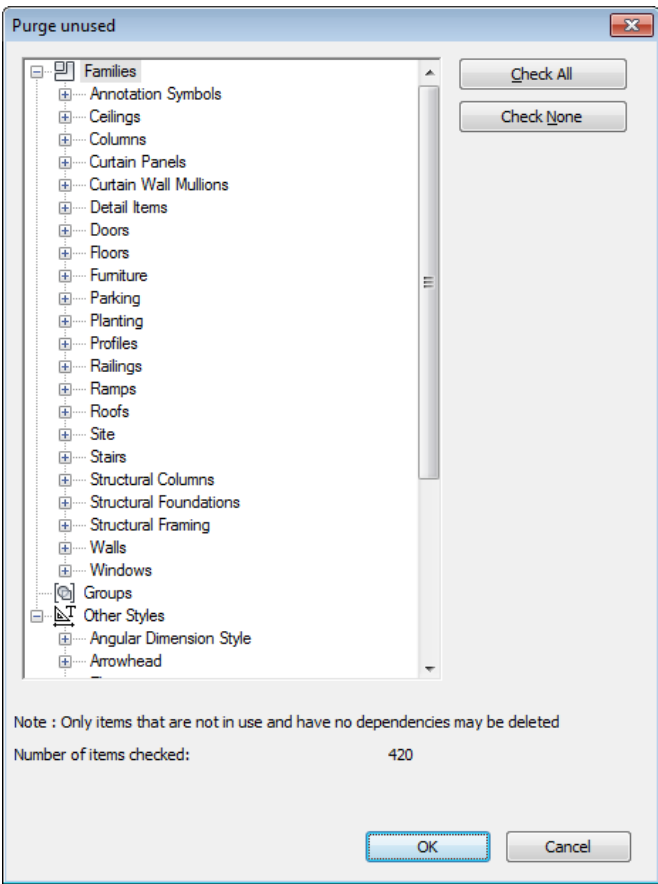 Purge unused
Families
Annotation Symbols
Ceilings
Columns
Curtain Panels
Curtain Wall Mullions
Detail Items
Doors
Floors
Furniture
Parking
Planting
Profiles
Railings
Ramps
Roofs
Site
Stairs
Structural Columns
Structural Foundations
Structural Framing
Walls
Windows
Groups
Other Styles
Angular Dimension Style
Arrowhead
Check All
Check None
Note : Only items that are not in use and have no dependencies may be deleted
Number of items checked: 420
OK Cancel